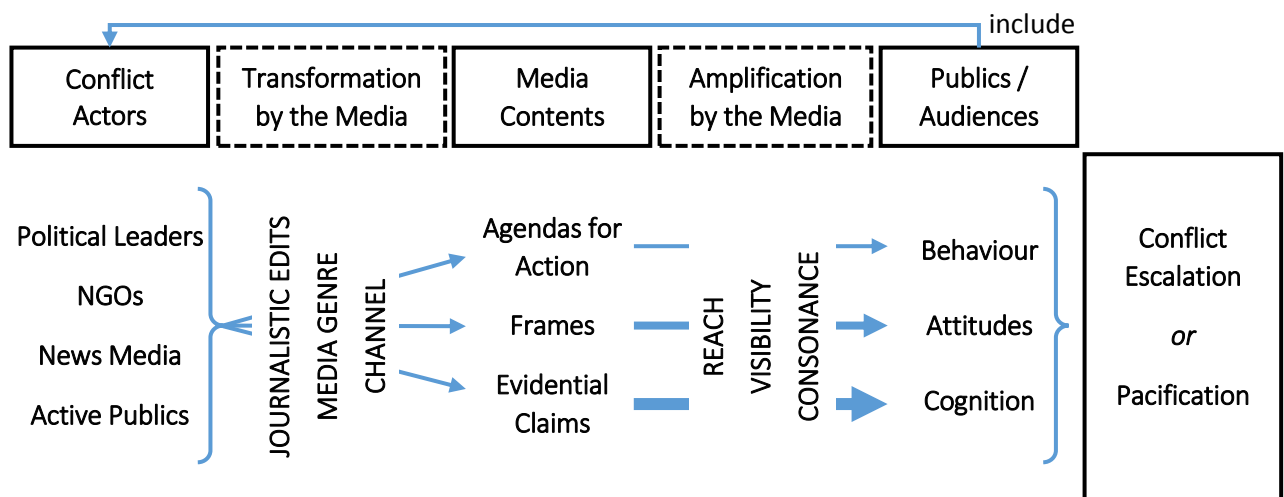 include
Conflict
Actors
Transformation
by the Media
Media
Contents
Amplification
by the Media
Publics /
Audiences
Political Leaders
NGOs
News Media
Active Publics
JOURNALISTIC EDITS
MEDIA GENRE
CHANNEL
Agendas for
Action
Frames
Evidential
Claims
REACH
VISIBILITY
CONSONANCE
Behaviour
Attitudes
Cognition
Conflict
Escalation
or
Pacification